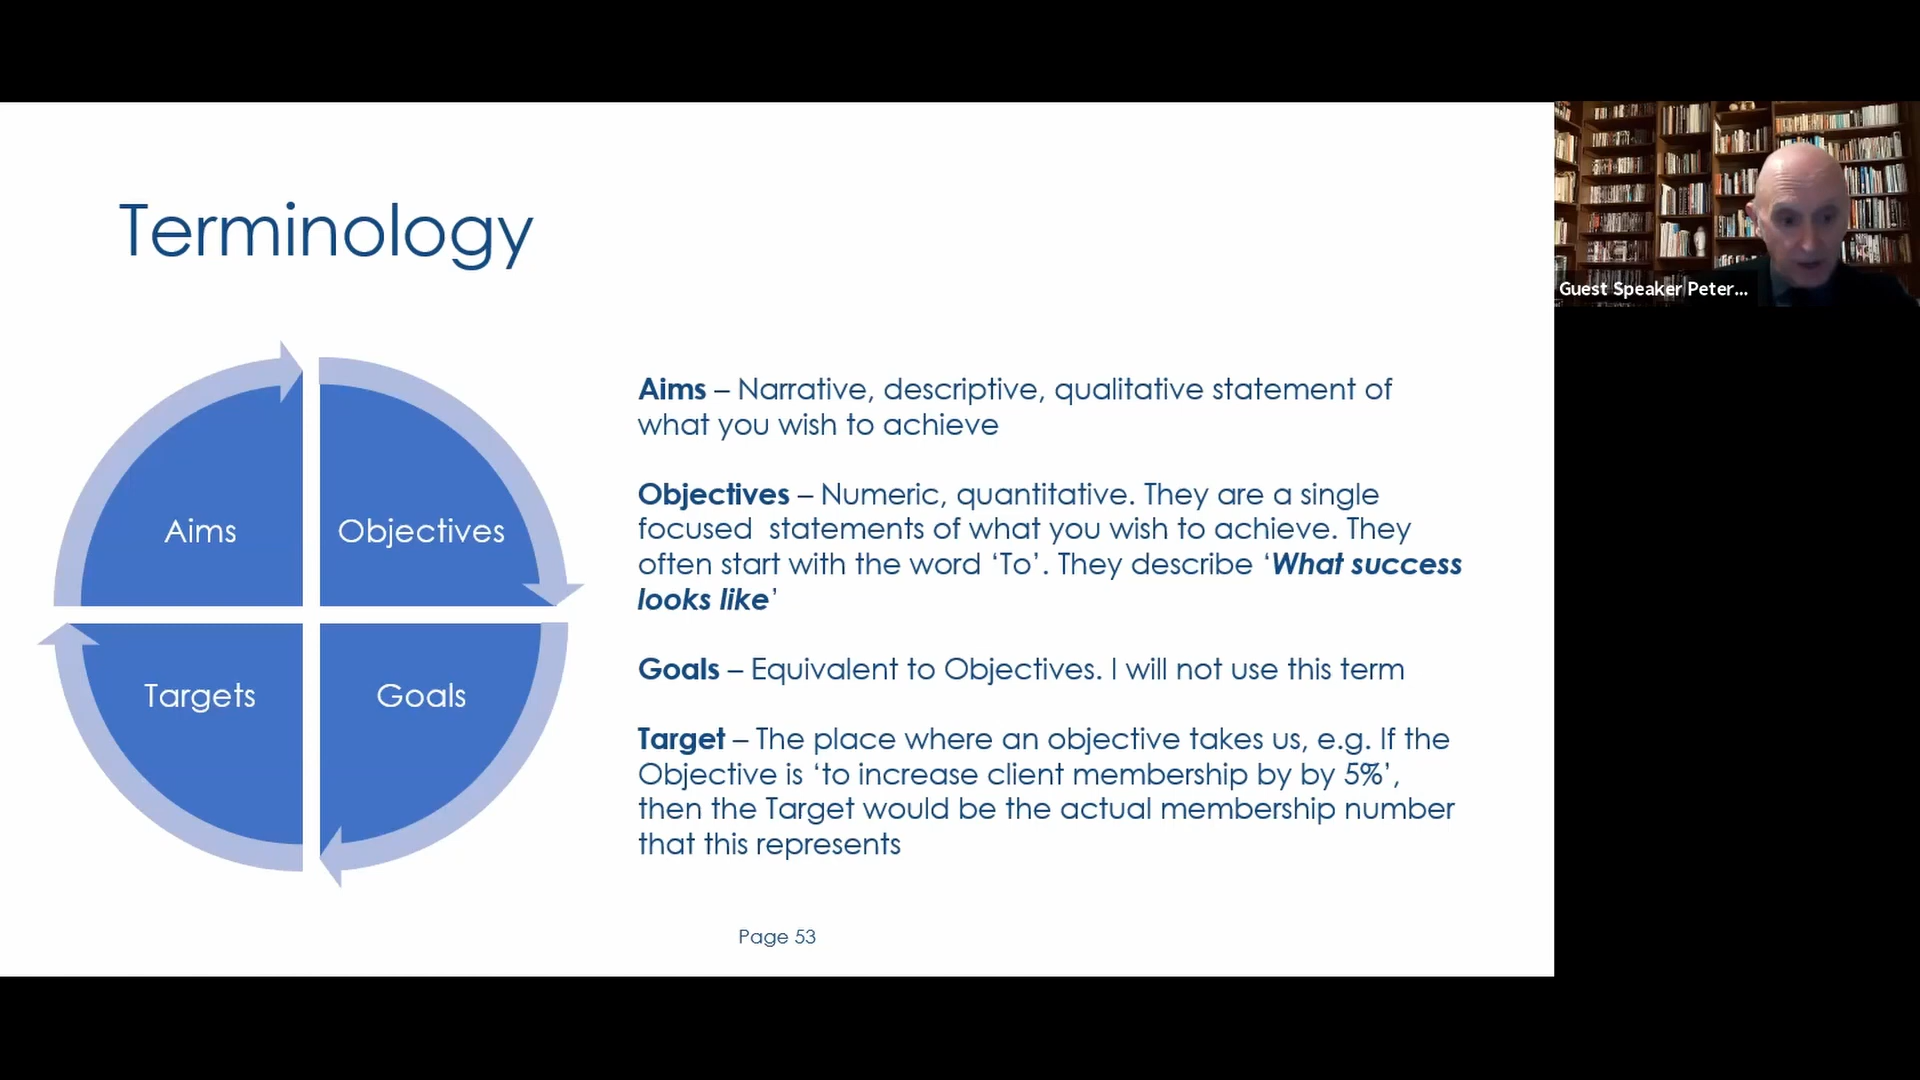 Terminology
Guest Speaker Peter...
Aims
Objectives
Targets
Goals
Aims – Narrative, descriptive, qualitative statement of
what you wish to achieve
Objectives – Numeric, quantitative. They are a single
focused  statements of what you wish to achieve. They
often start with the word ‘To’. They describe ‘What success
looks like’
Goals – Equivalent to Objectives. I will not use this term
Target – The place where an objective takes us, e.g. If the
Objective is ‘to increase client membership by by 5%’,
then the Target would be the actual membership number
that this represents
Page 53